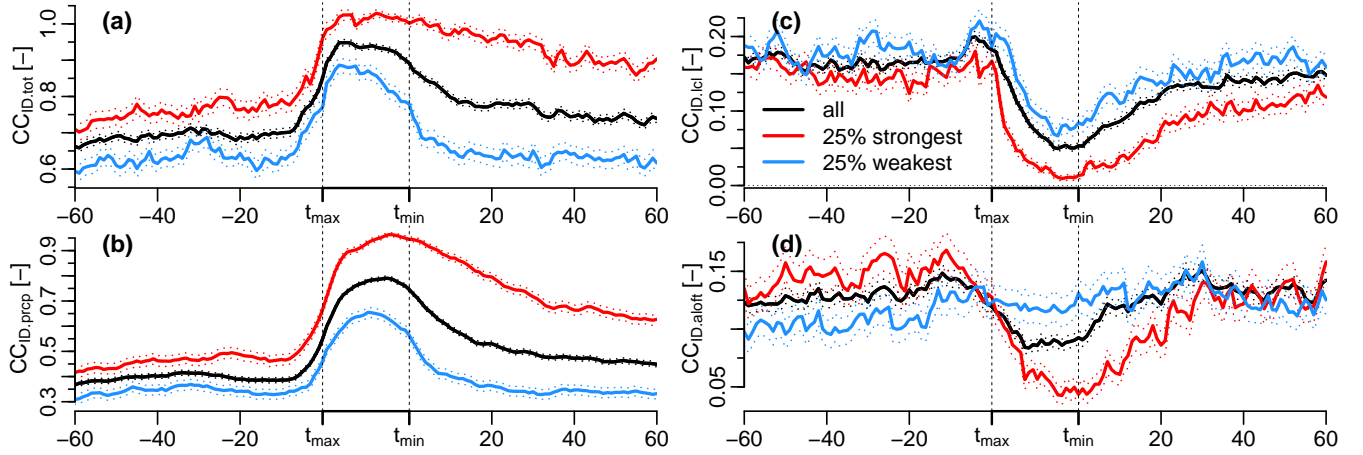 (a)
CC_ID.tot [−]
1.0
0.8
0.6
−60 −40 −20 t_max t_min 20 40 60
(c)
CC_ID.lcl [−]
0.20
0.10
0.00
all
25% strongest
25% weakest
−60 −40 −20 t_max t_min 20 40 60
(b)
CC_ID.prcp [−]
0.9
0.7
0.5
0.3
−60 −40 −20 t_max t_min 20 40 60
(d)
CC_ID.aloft [−]
0.15
0.05
−60 −40 −20 t_max t_min 20 40 60